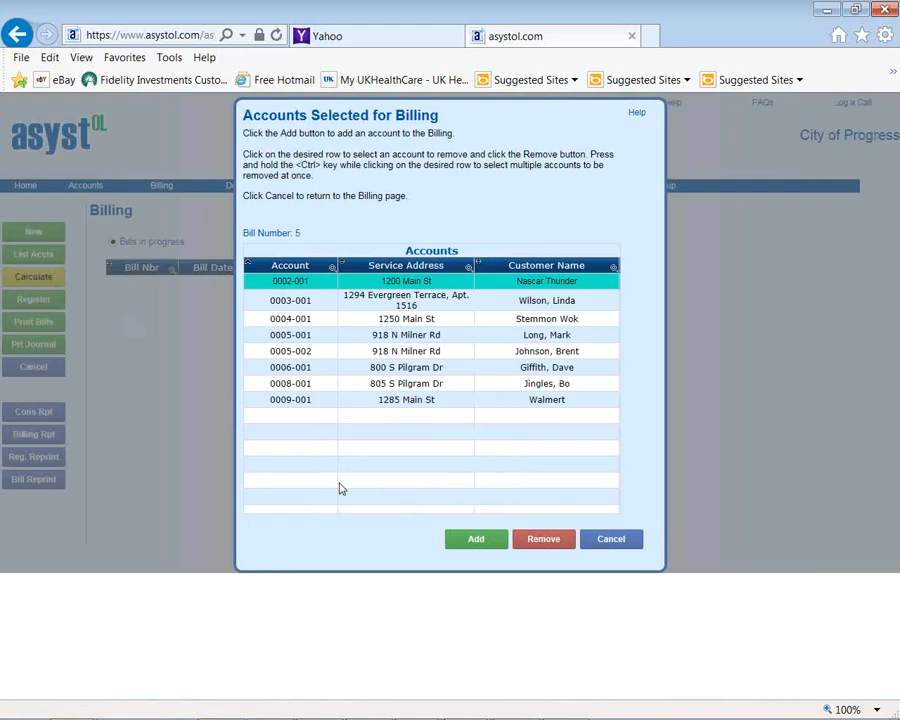 https://www.asystol.com/as
Yahoo
asystol.com
File Edit View Favorites Tools Help
eBay Fidelity Investments Custo... Free Hotmail My UKHealthCare - UK He... Suggested Sites Suggested Sites Suggested Sites
asystOL
FAQs Log a Call
City of Progress
Home Accounts Billing
Billing
New
List Accts
Calculate
Register
Print Bills
Prt Journal
Cancel
Cons Rpt
Billing Rpt
Reg. Reprint
Bill Reprint
Bills in progress
Bill Nbr Bill Date
Accounts Selected for Billing
Help
Click the Add button to add an account to the Billing.
Click on the desired row to select an account to remove and click the Remove button. Press
and hold the <Ctrl> key while clicking on the desired row to select multiple accounts to be
removed at once.
Click Cancel to return to the Billing page.
Bill Number: 5
Accounts
Account Service Address Customer Name
0002-001 1200 Main St Nascar Thunder
0003-001 1294 Evergreen Terrace, Apt.
1516 Wilson, Linda
0004-001 1250 Main St Stemmon Wok
0005-001 918 N Milner Rd Long, Mark
0005-002 918 N Milner Rd Johnson, Brent
0006-001 800 S Pilgram Dr Giffith, Dave
0008-001 805 S Pilgram Dr Jingles, Bo
0009-001 1285 Main St Walmert
Add Remove Cancel
100%